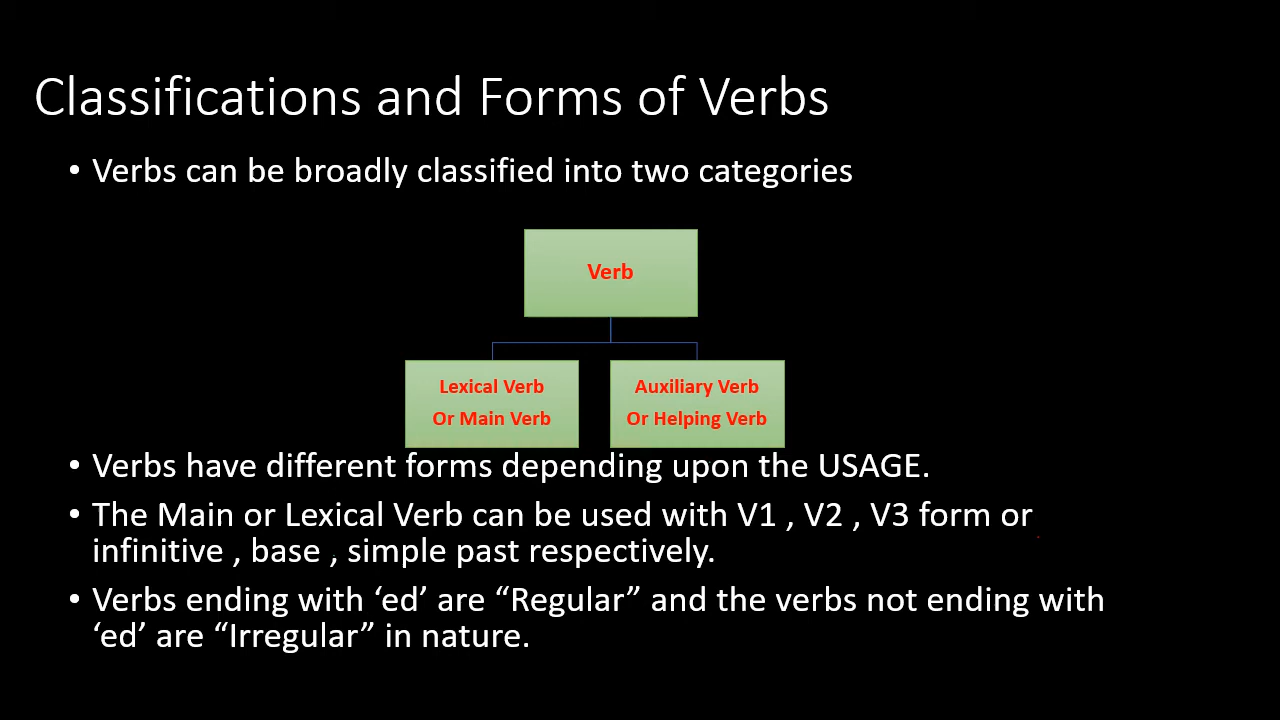 Classifications and Forms of Verbs
• Verbs can be broadly classified into two categories
Verb
Lexical Verb
Or Main Verb
Auxiliary Verb
Or Helping Verb
• Verbs have different forms depending upon the USAGE.
• The Main or Lexical Verb can be used with V1 , V2 , V3 form or
infinitive , base , simple past respectively.
• Verbs ending with ‘ed’ are “Regular” and the verbs not ending with
‘ed’ are “Irregular” in nature.